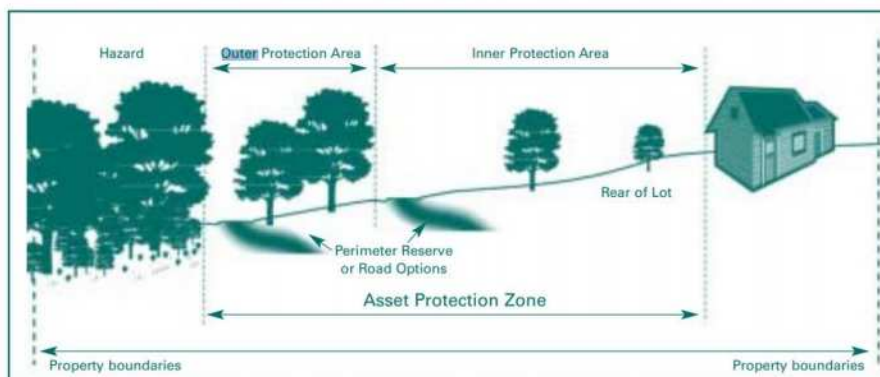 Hazard
Outer Protection Area
Inner Protection Area
Rear of Lot
Perimeter Reserve
or Road Options
Asset Protection Zone
Property boundaries
Property boundaries